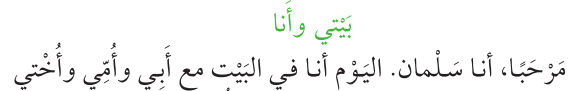 بَيْتي وأَنا
مَرْحَبًا، أنا سَلْمان. اليَوْم أنا في البَيْتِ مع أَبِي وأُمِّي وأُخْتي